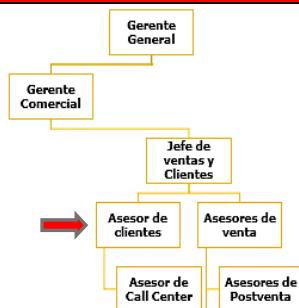 Gerente
General
Gerente
Comercial
Jefe de
ventas y
Clientes
Asesor de
clientes
Asesores de
venta
Asesor de
Call Center
Asesores de
Postventa